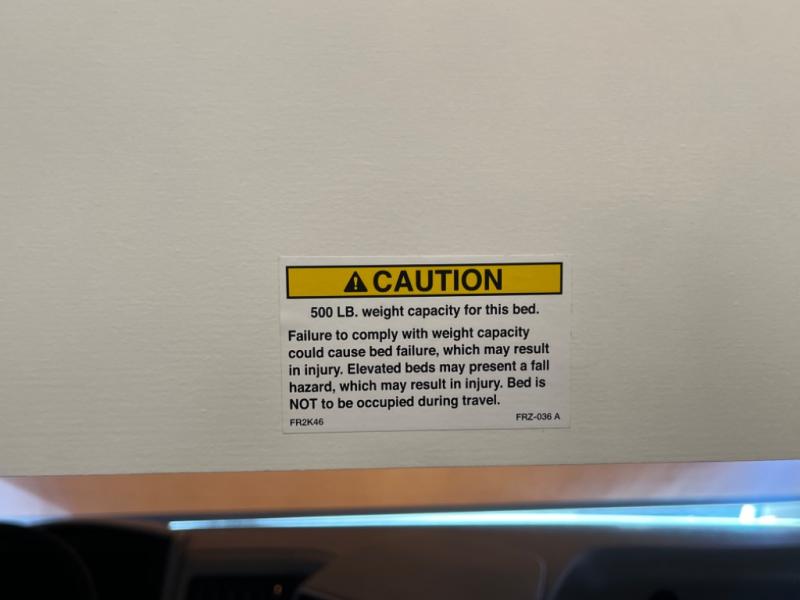 CAUTION
500 LB. weight capacity for this bed.
Failure to comply with weight capacity
could cause bed failure, which may result
in injury. Elevated beds may present a fall
hazard, which may result in injury. Bed is
NOT to be occupied during travel.
FR2K46 FRZ-036 A